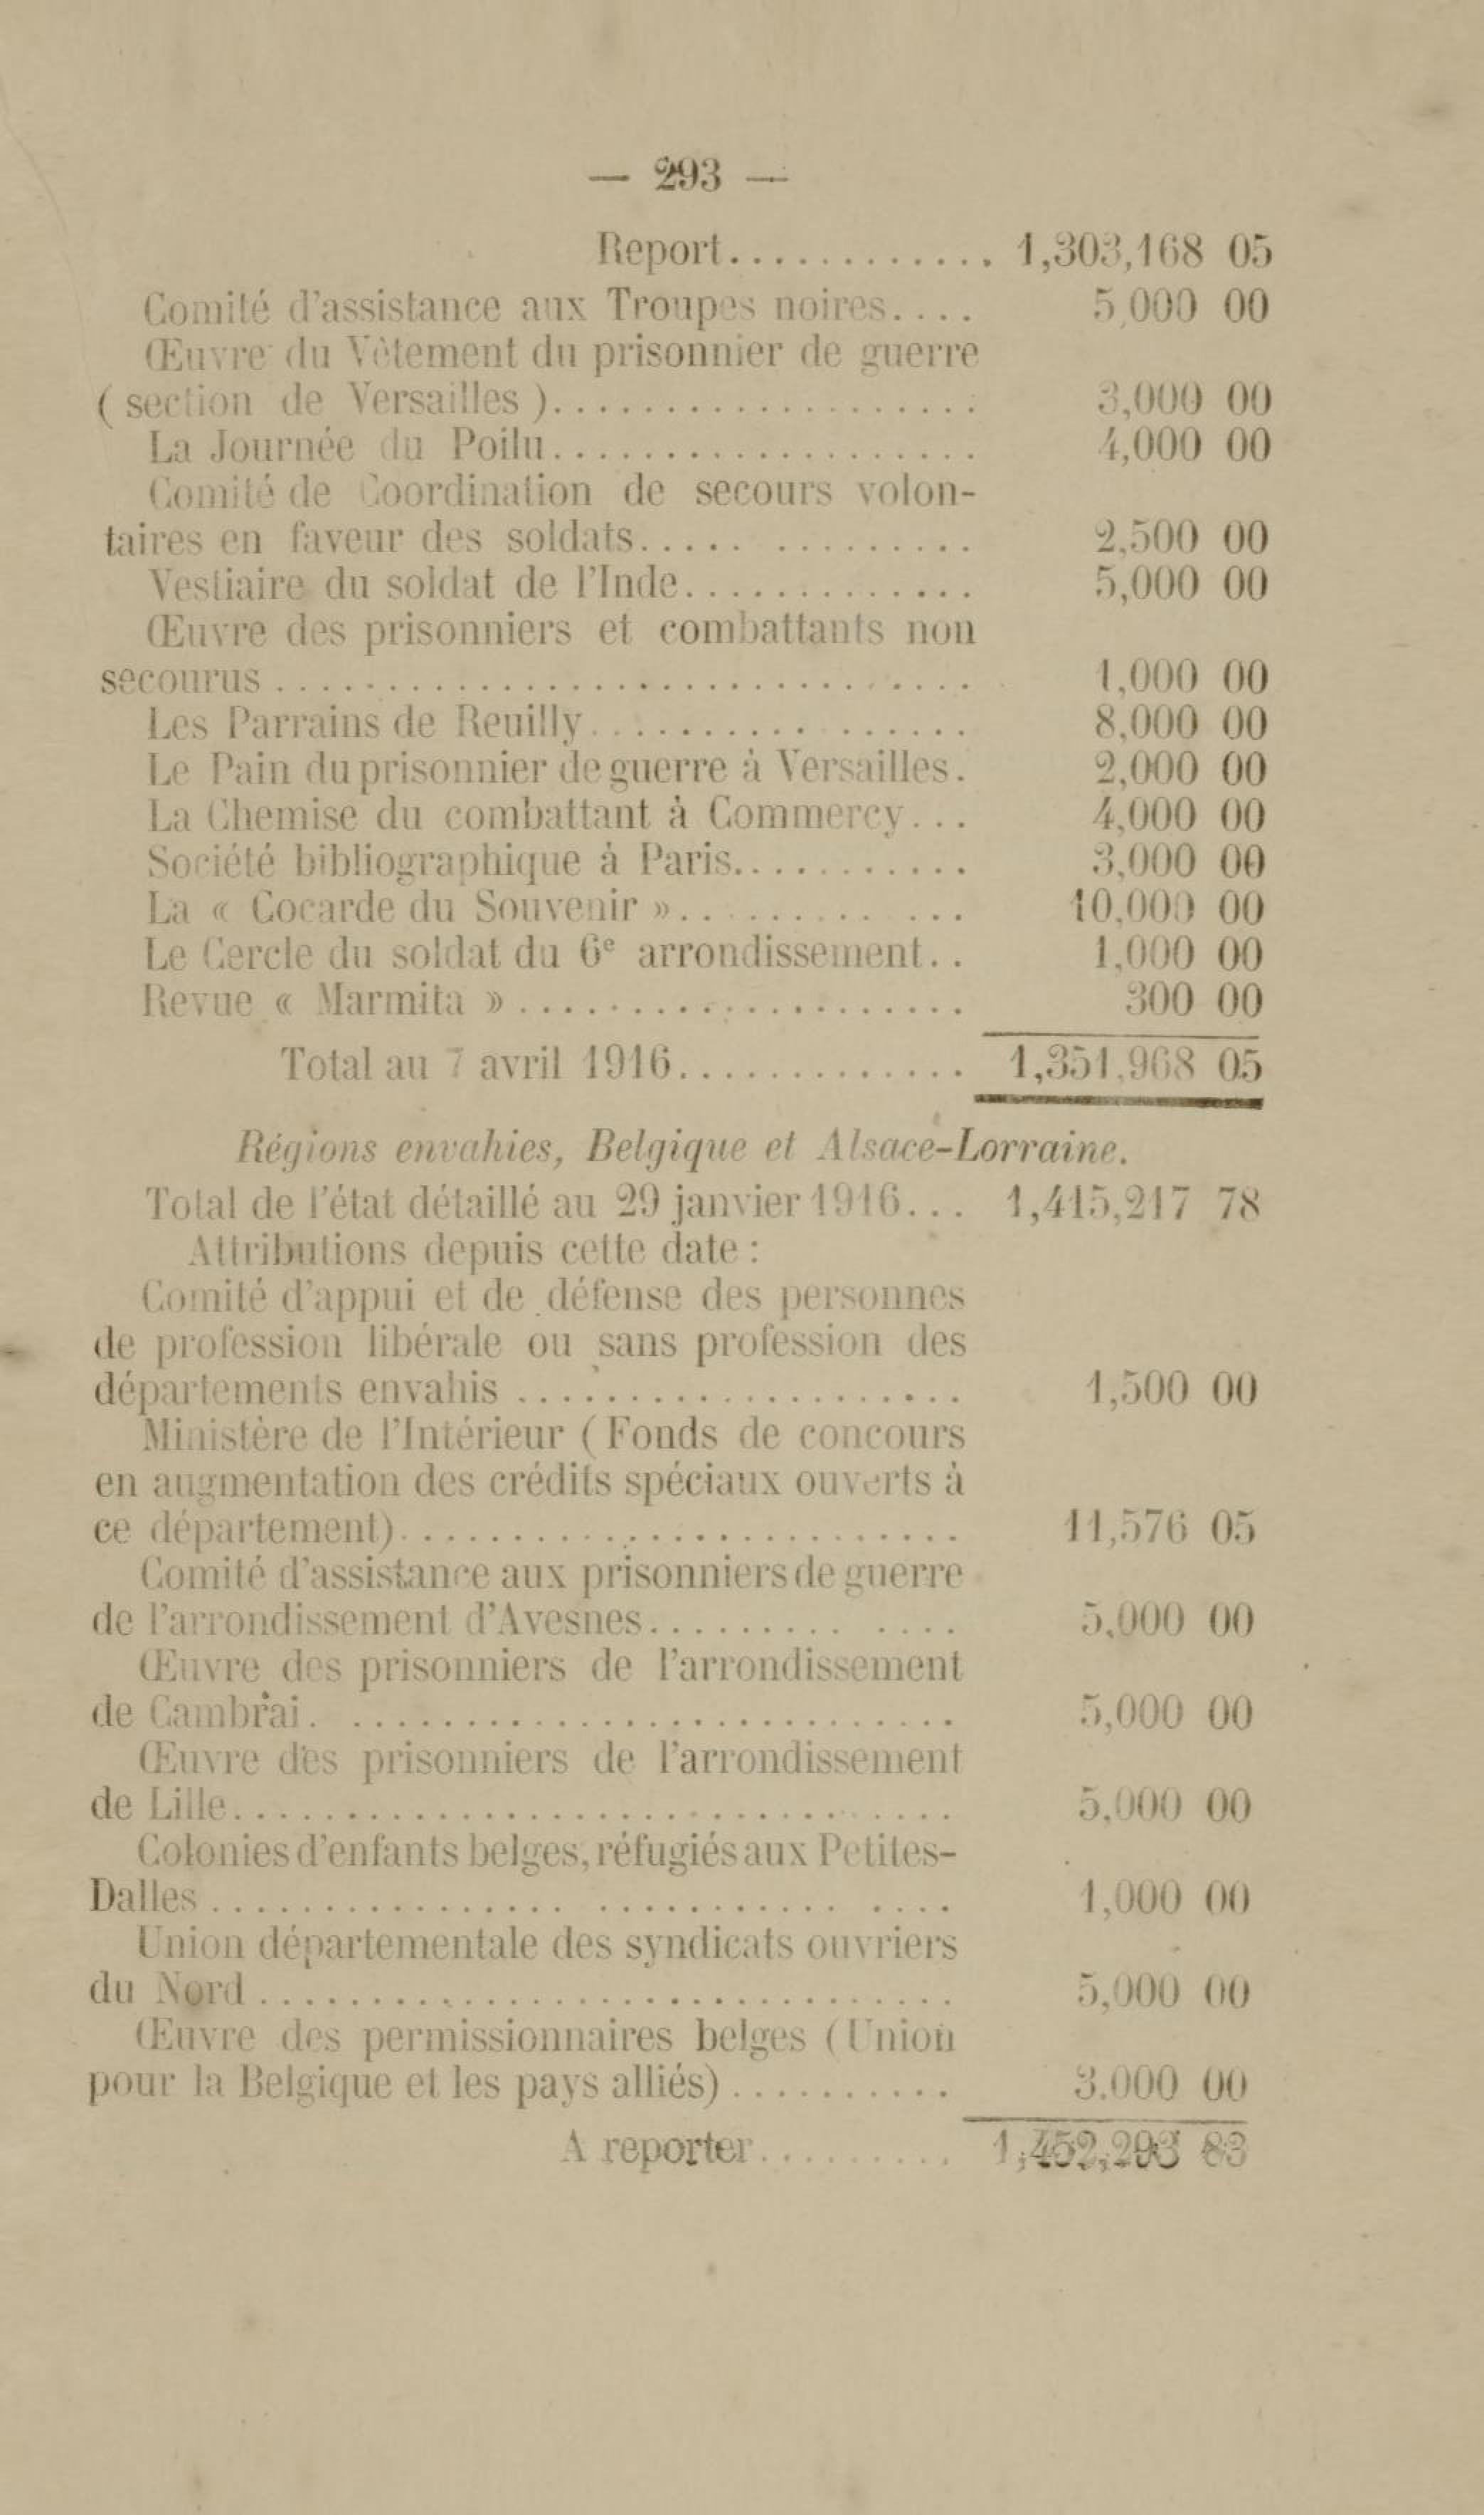 — 293 —
Report............. 1,303,168 05
Comité d'assistance aux Troupes noires.... 5,000 00
Œuvre du Vêtement du prisonnier de guerre
( section de Versailles )................... 3,000 00
La Journée du Poilu................... 4,000 00
Comité de Coordination de secours volon-
taires en faveur des soldats..... ......... 2,500 00
Vestiaire du soldat de l'Inde............. 5,000 00
Œuvre des prisonniers et combattants non
secourus ............................... 1,000 00
Les Parrains de Reuilly.......... ...... 8,000 00
Le Pain du prisonnier de guerre à Versailles. 2,000 00
La Chemise du combattant à Commercy... 4,000 00
Société bibliographique à Paris........... 3,000 00
La « Cocarde du Souvenir »......... ... 10,000 00
Le Cercle du soldat du 6e arrondissement.. 1,000 00
Revue « Marmita » .................... 300 00
Total au 7 avril 1916............. 1,351,968 05
Régions envahies, Belgique et Alsace-Lorraine.
Total de l'état détaillé au 29 janvier 1916... 1,415,217 78
Attributions depuis cette date :
Comité d'appui et de défense des personnes
de profession libérale ou sans profession des
départements envahis .................... 1,500 00
Ministère de l'Intérieur ( Fonds de concours
en augmentation des crédits spéciaux ouverts à
ce département)......................... 11,576 05
Comité d'assistance aux prisonniers de guerre
de l'arrondissement d'Avesnes......... .... 5,000 00
Œuvre des prisonniers de l'arrondissement
de Cambrai. ........................... 5,000 00
Œuvre des prisonniers de l'arrondissement
de Lille............................ .... 5,000 00
Colonies d'enfants belges, réfugiés aux Petites-
Dalles ................ ........... .... 1,000 00
Union départementale des syndicats ouvriers
du Nord ............................... 5,000 00
Œuvre des permissionnaires belges ( Union
pour la Belgique et les pays alliés) .......... 3.000 00
A reporter......... 1,452,293 83